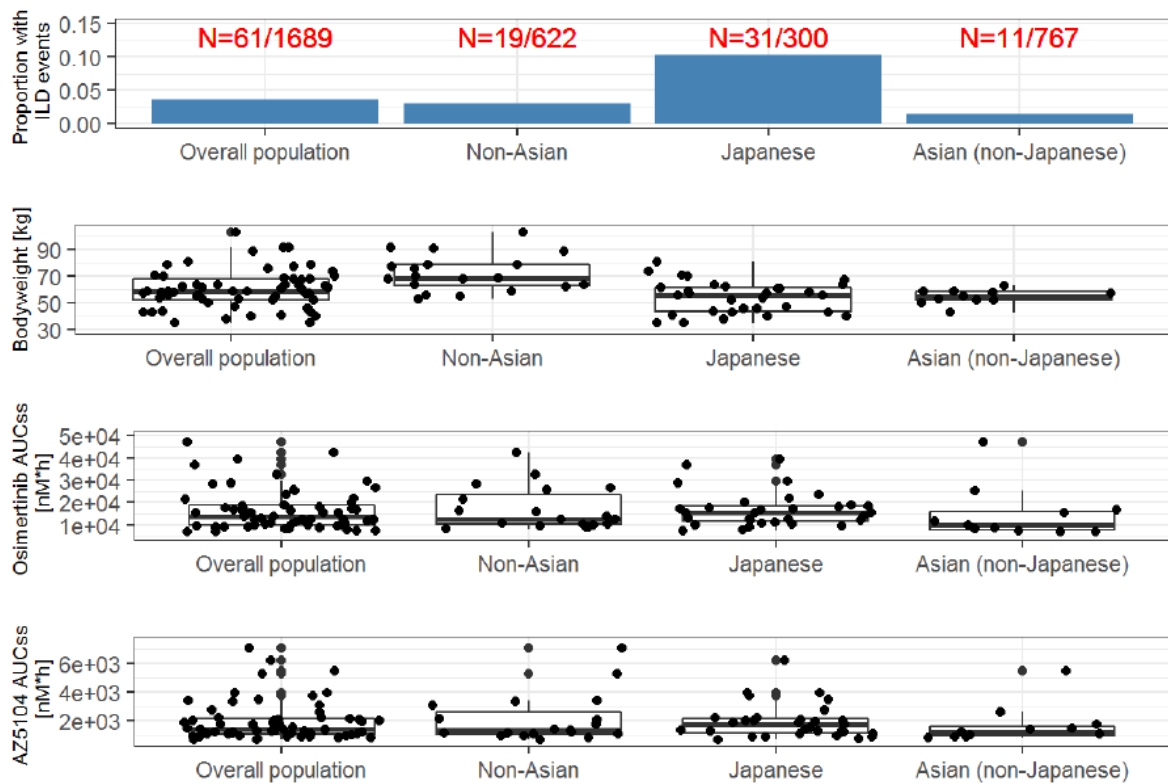 Proportion with
ILD events
0.15
0.10
0.05
0.00
N=61/1689
N=19/622
N=31/300
N=11/767
Overall population
Non-Asian
Japanese
Asian (non-Japanese)
Bodyweight [kg]
90
70
50
30
Overall population
Non-Asian
Japanese
Asian (non-Japanese)
Osimertinib AUCss
[nM*h]
5e+04
4e+04
3e+04
2e+04
1e+04
Overall population
Non-Asian
Japanese
Asian (non-Japanese)
AZ5104 AUCss
[nM*h]
6e+03
4e+03
2e+03
Overall population
Non-Asian
Japanese
Asian (non-Japanese)